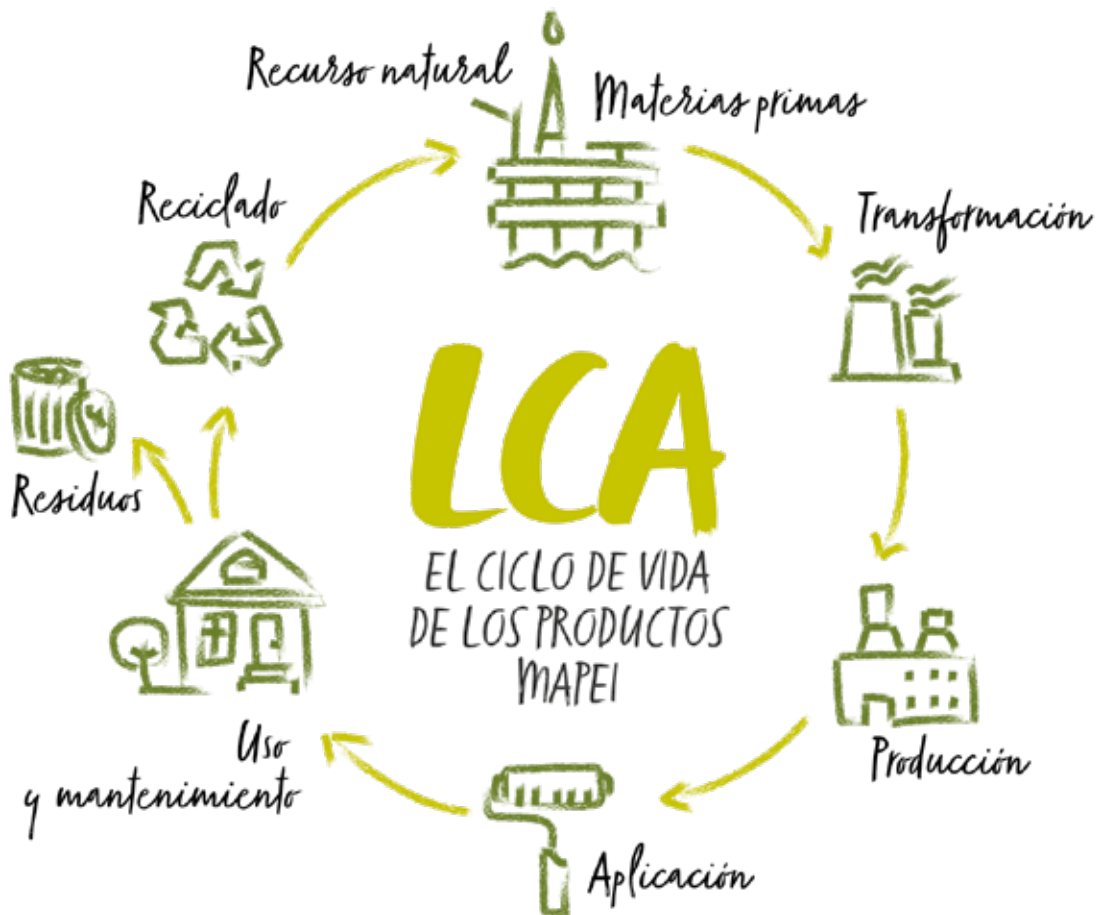 Recurso natural
Materias primas
Transformación
Producción
Aplicación
Uso
y mantenimiento
Residuos
Reciclado
LCA
EL CICLO DE VIDA
DE LOS PRODUCTOS
MAPEI